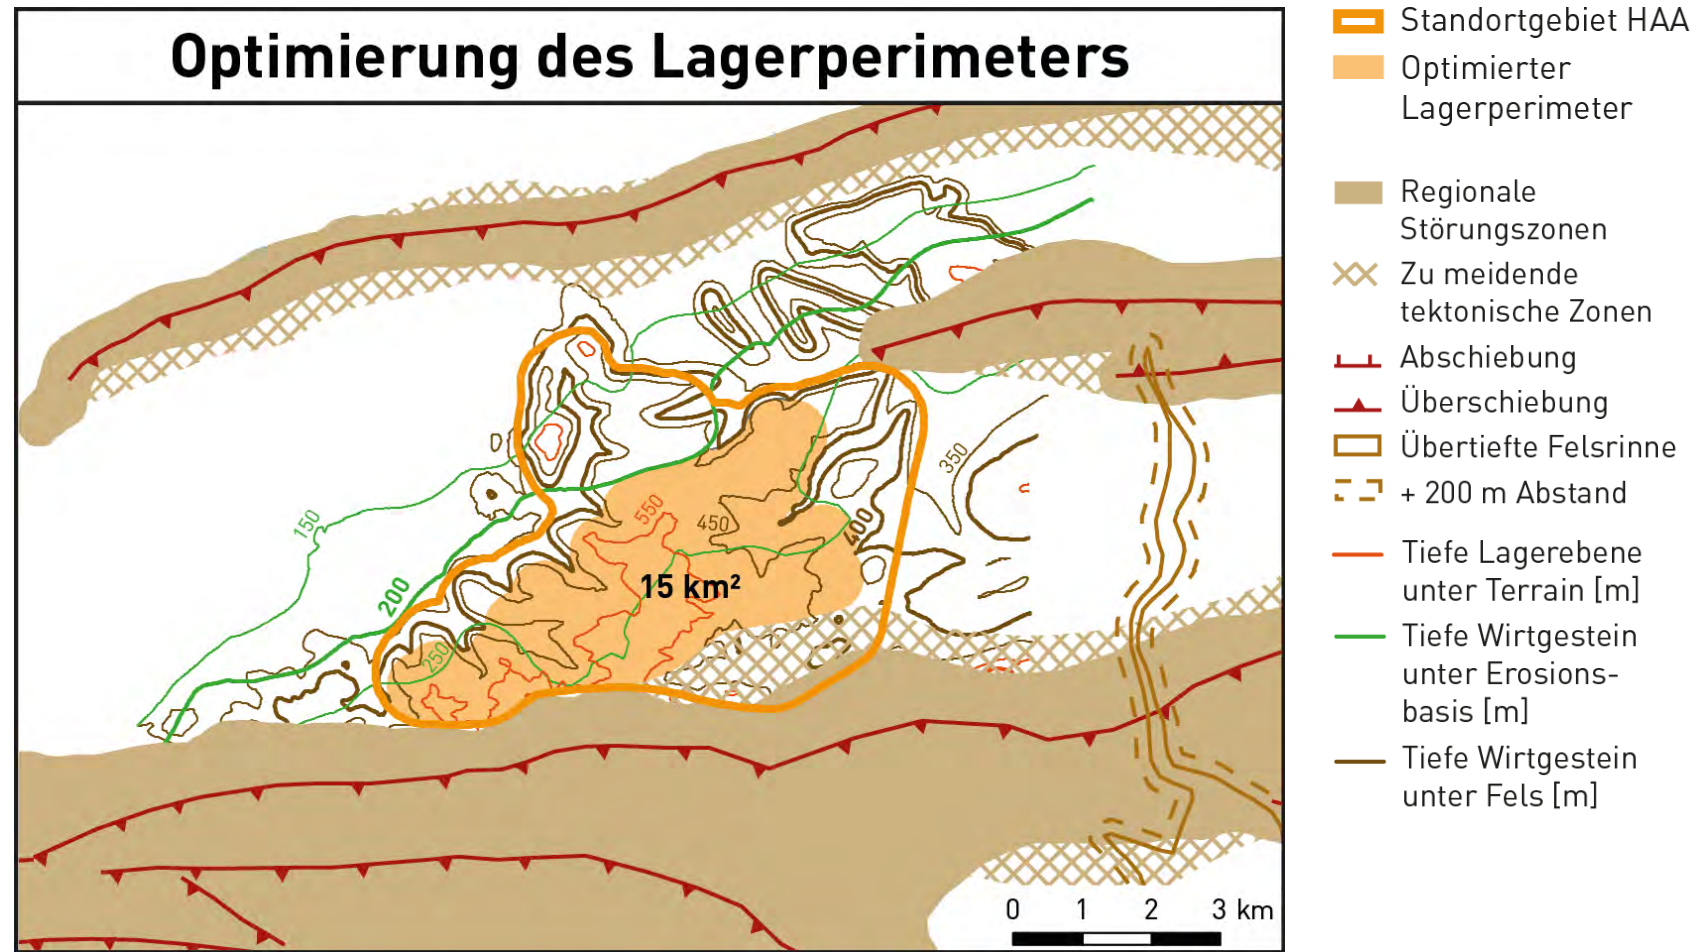 Optimierung des Lagerperimeters
Standortgebiet HAA
Optimierter
Lagerperimeter
Regionale
Störungszonen
Zu meidende
tektonische Zonen
Abschiebung
Überschiebung
Übertiefte Felsrinne
+ 200 m Abstand
Tiefe Lagerebene
unter Terrain [m]
Tiefe Wirtgestein
unter Erosions-
basis [m]
Tiefe Wirtgestein
unter Fels [m]
350
150
550
450
400
15 km²
200
250
0 1 2 3 km